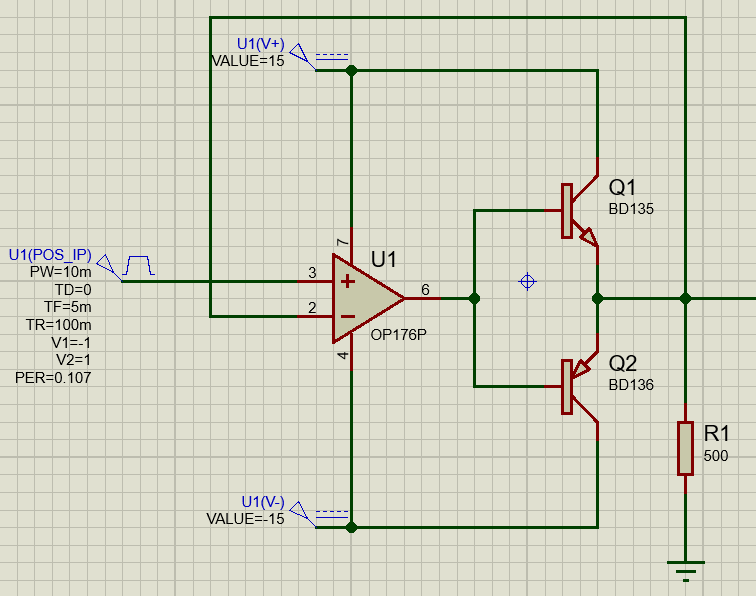 U1(V+)
VALUE=15
Q1
BD135
7
U1
U1(POS_IP)
PW=10m
TD=0
TF=5m
TR=100m
V1=-1
V2=1
PER=0.107
3
2
6
4
OP176P
Q2
BD136
R1
500
U1(V-)
VALUE=-15